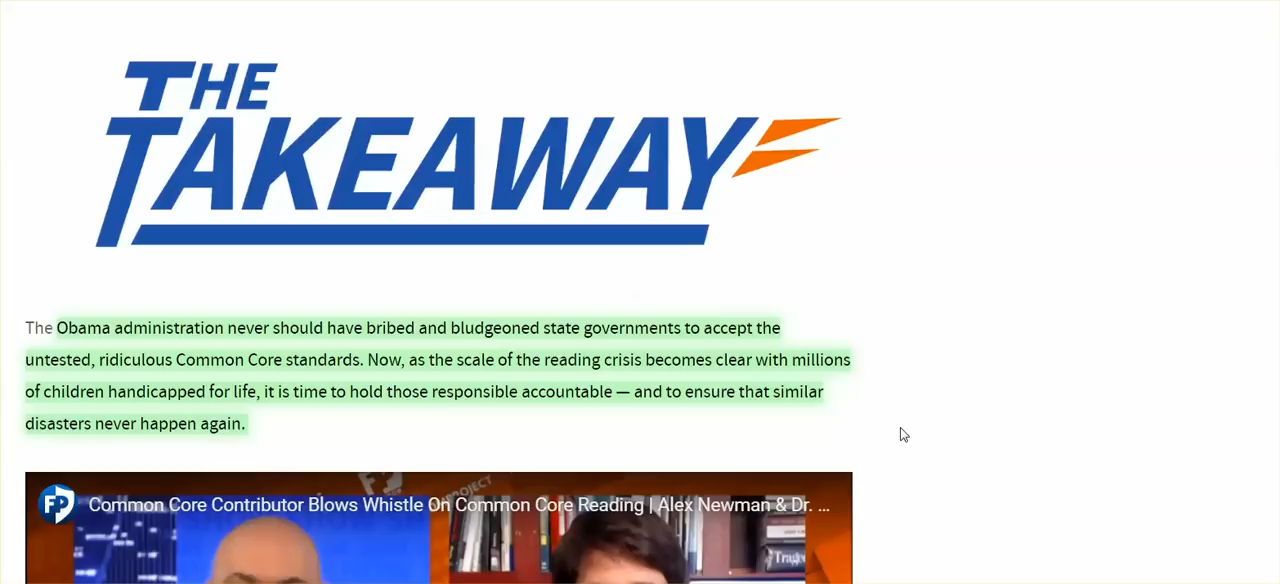 THE
TAKEAWAY
The Obama administration never should have bribed and bludgeoned state governments to accept the
untested, ridiculous Common Core standards. Now, as the scale of the reading crisis becomes clear with millions
of children handicapped for life, it is time to hold those responsible accountable — and to ensure that similar
disasters never happen again.
FP
Common Core Contributor Blows Whistle On Common Core Reading | Alex Newman & Dr. ...